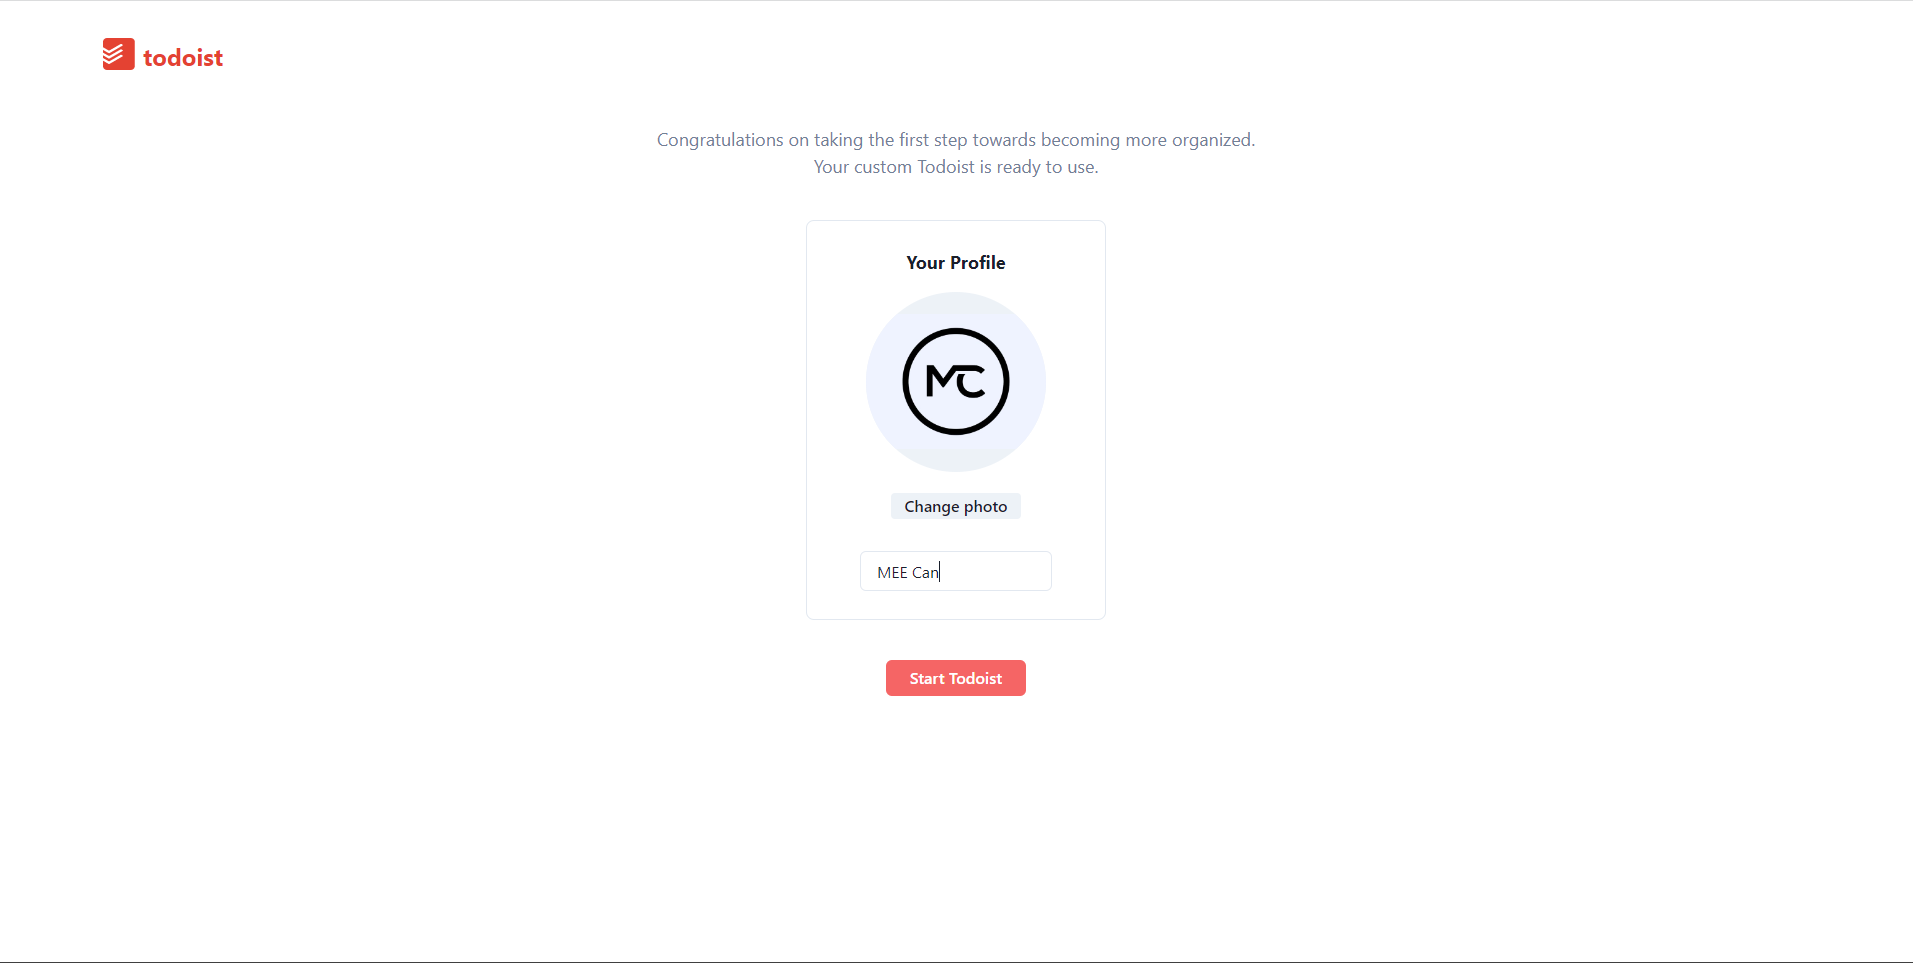 todoist
Congratulations on taking the first step towards becoming more organized.
Your custom Todoist is ready to use.
Your Profile
MC
Change photo
MEE Can
Start Todoist